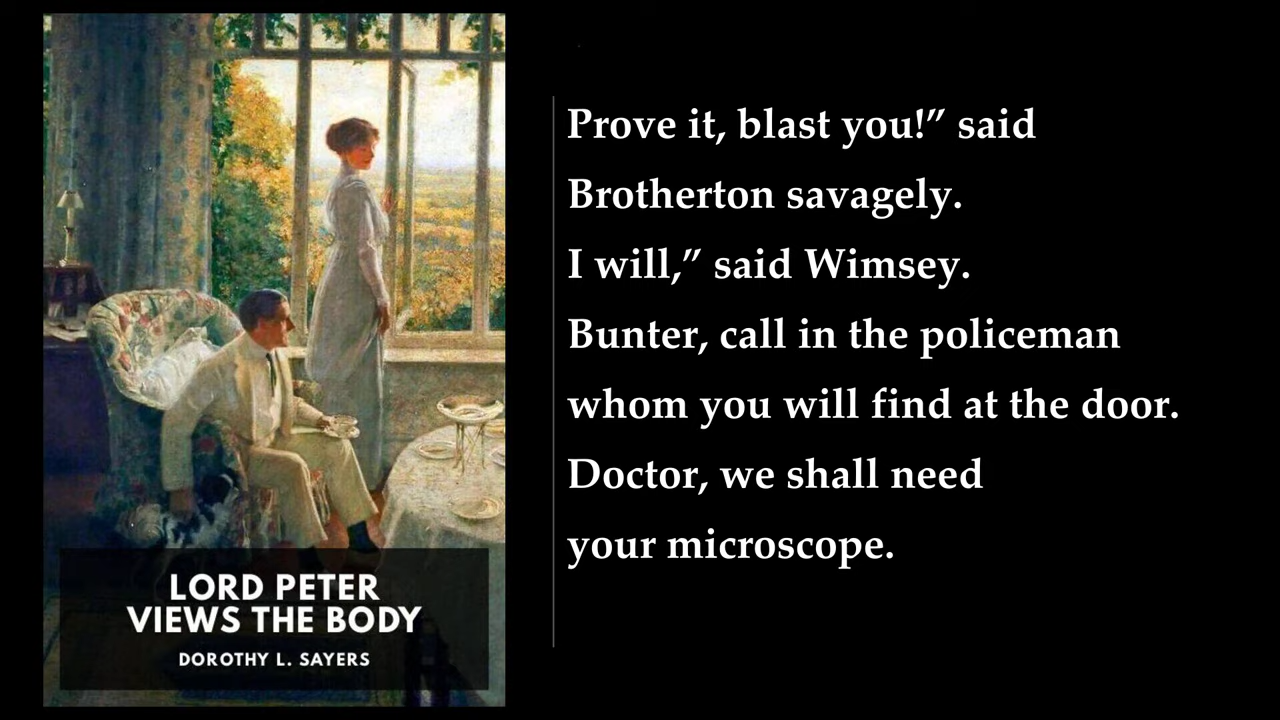 Prove it, blast you!” said
Brotherton savagely.
I will,” said Wimsey.
Bunter, call in the policeman
whom you will find at the door.
Doctor, we shall need
your microscope.
LORD PETER
VIEWS THE BODY
DOROTHY L. SAYERS